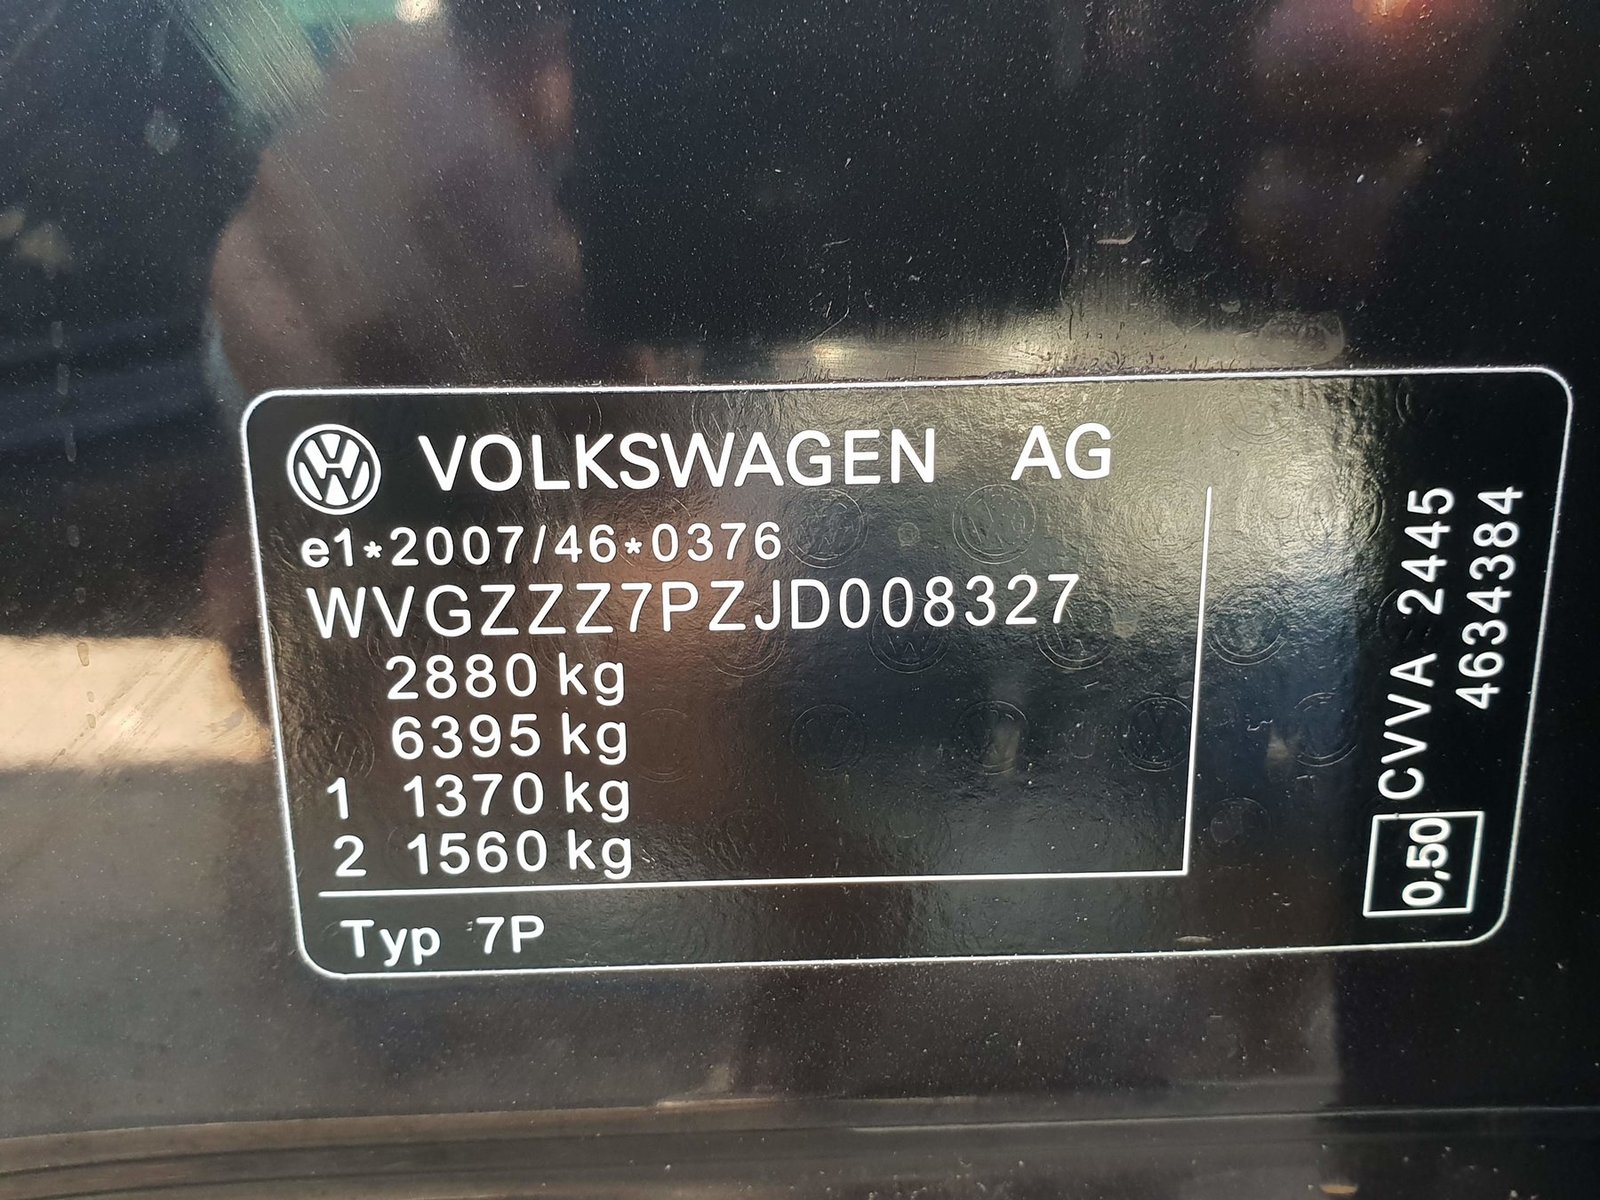 VOLKSWAGEN AG
e1*2007/46*0376
WVGZZZ7PZJD008327
2880 kg
6395 kg
1 1370 kg
2 1560 kg
Typ 7P
0,50 CVVA 2445
4634384